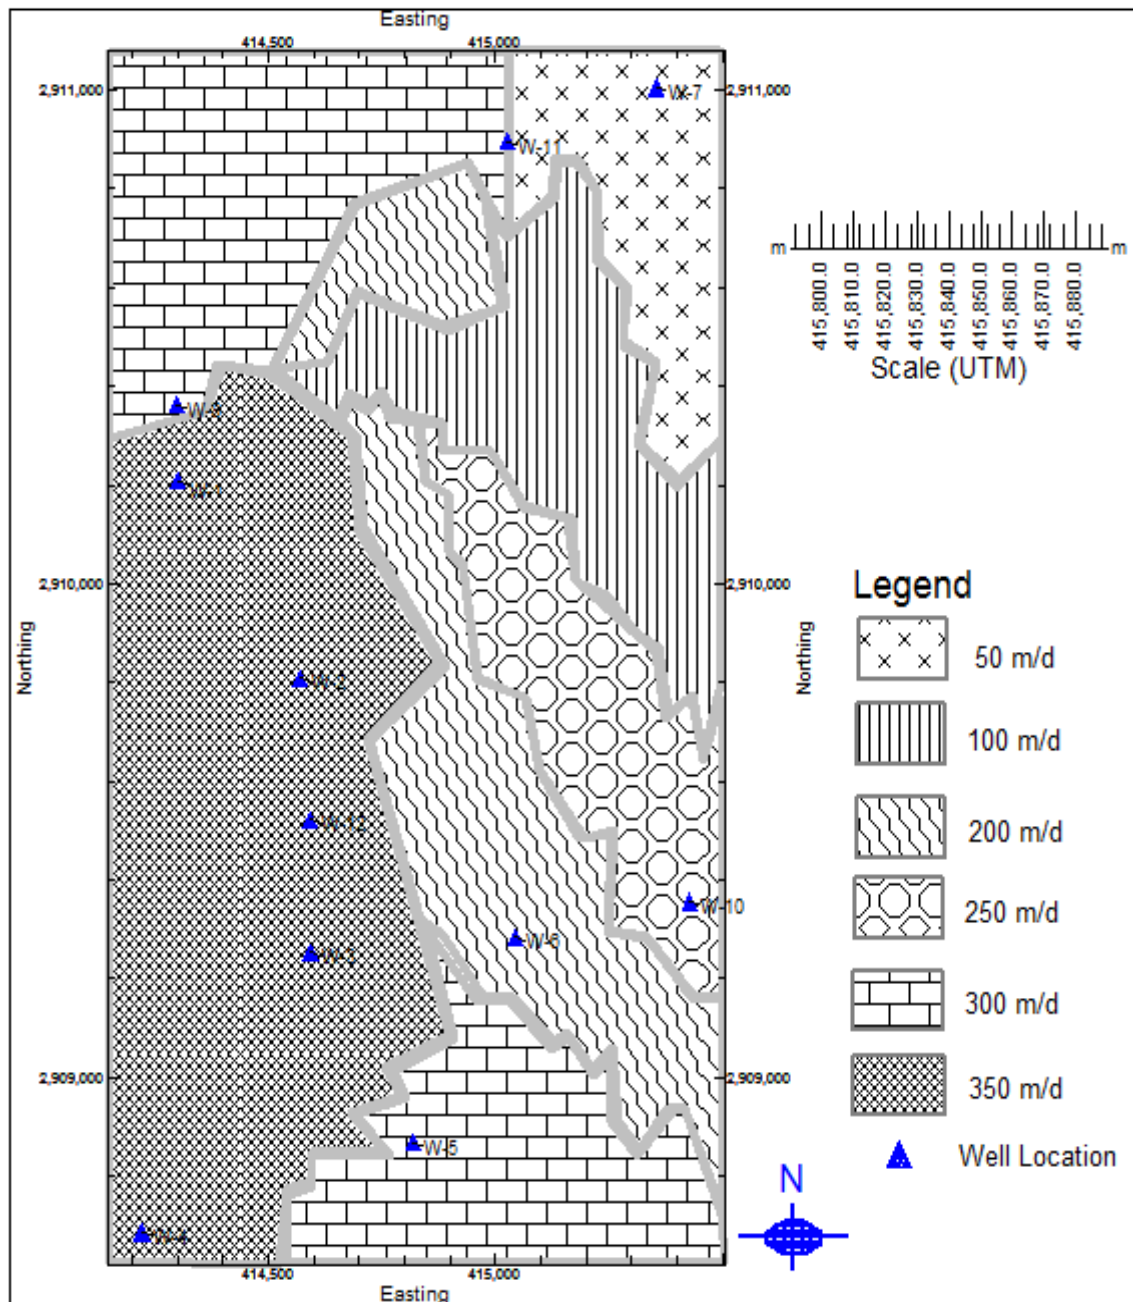 Easting
414,500 415,000
2,911,000 2,911,000
W-7
W-11
m m
415,800.0 415,810.0 415,820.0 415,830.0 415,840.0 415,850.0 415,860.0 415,870.0 415,880.0
Scale (UTM)
W-1
2,910,000 2,910,000
Legend
Northing Northing
50 m/d
W-2
100 m/d
W-12
200 m/d
W-10
250 m/d
W-6
W-3
300 m/d
2,909,000 2,909,000
350 m/d
W-5
Well Location
N
W-4
414,500 415,000
Easting